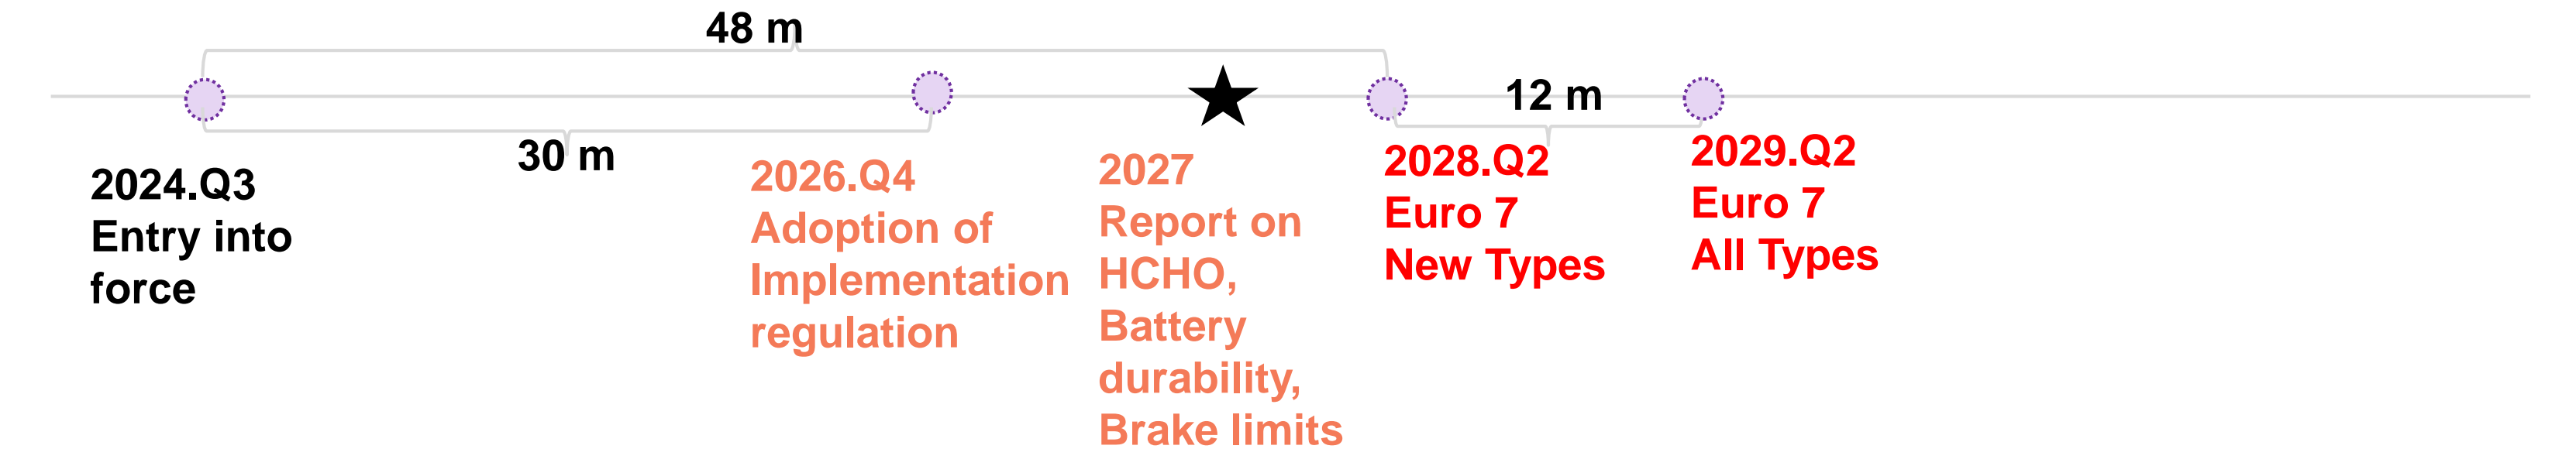 48 m
12 m
30 m
2024.Q3
Entry into
force
2026.Q4
Adoption of
Implementation
regulation
2027
Report on
HCHO,
Battery
durability,
Brake limits
2028.Q2
Euro 7
New Types
2029.Q2
Euro 7
All Types